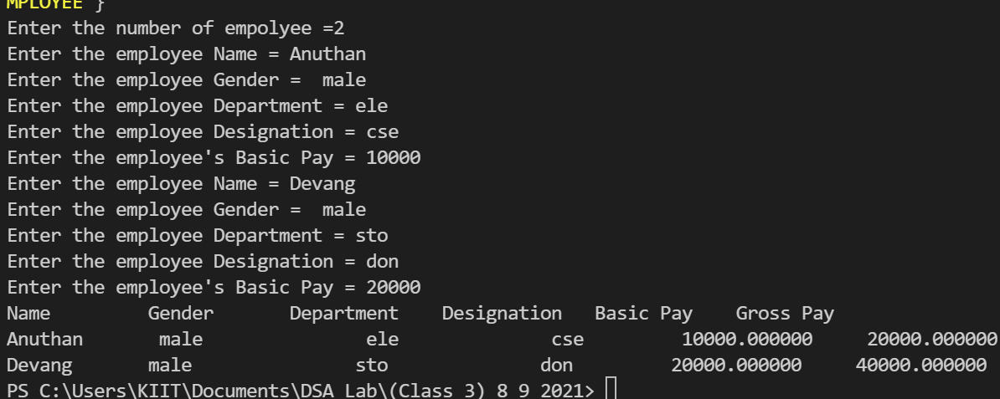 MPLOYEE }
Enter the number of empolyee =2
Enter the employee Name = Anuthan
Enter the employee Gender =  male
Enter the employee Department = ele
Enter the employee Designation = cse
Enter the employee's Basic Pay = 10000
Enter the employee Name = Devang
Enter the employee Gender =  male
Enter the employee Department = sto
Enter the employee Designation = don
Enter the employee's Basic Pay = 20000
Name         Gender       Department    Designation   Basic Pay    Gross Pay
Anuthan       male               ele              cse         10000.000000     20000.000000
Devang       male               sto              don         20000.000000     40000.000000
PS C:\Users\KIIT\Documents\DSA Lab\(Class 3) 8 9 2021>